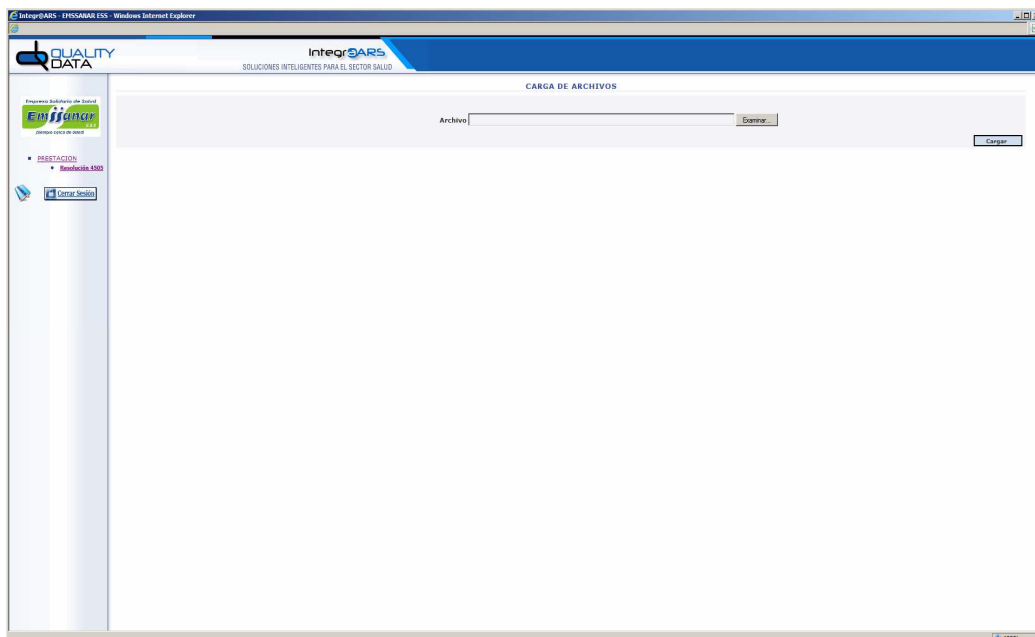 Integr@ARS - EMSSANAR ESS - Windows Internet Explorer
QUALITY
DATA
Integr@ARS
SOLUCIONES INTELIGENTES PARA EL SECTOR SALUD
CARGA DE ARCHIVOS
Empresa Solidaria de Salud
Emssanar
Archivo
Examinar...
Cargar
PRESTACION
Resolución 4505
Cerrar Sesión